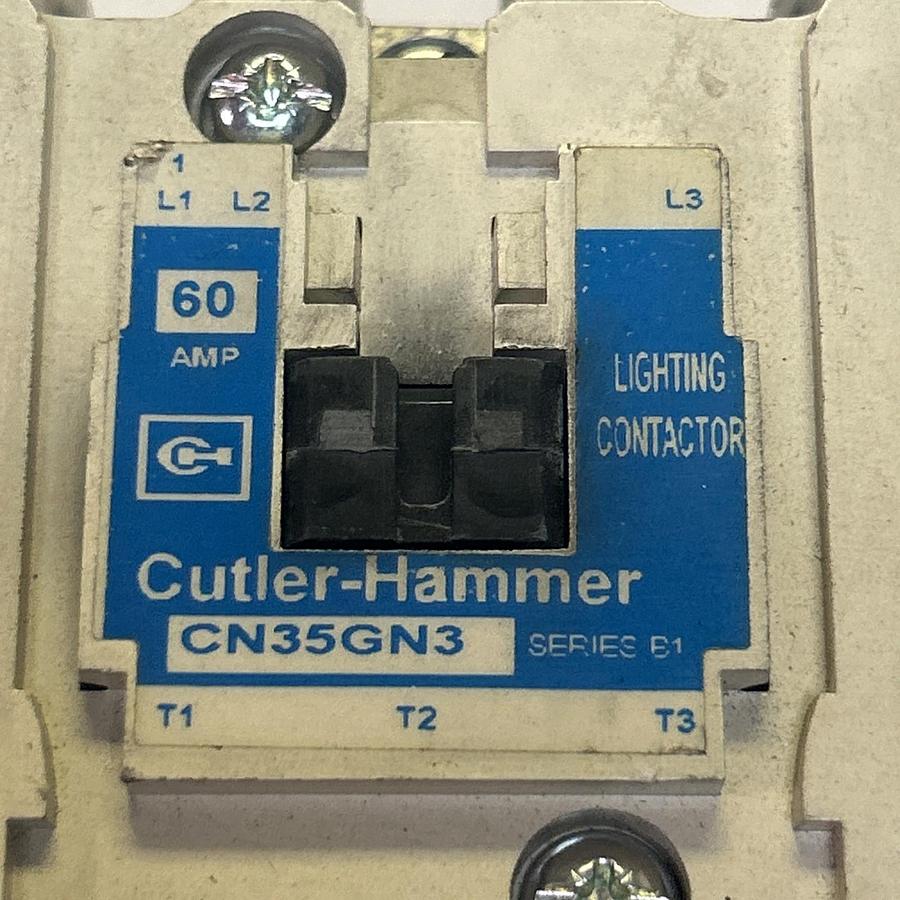 1
L1 L2 L3
60
AMP
LIGHTING
CONTACTOR
Cutler-Hammer
CN35GN3 SERIES B1
T1 T2 T3